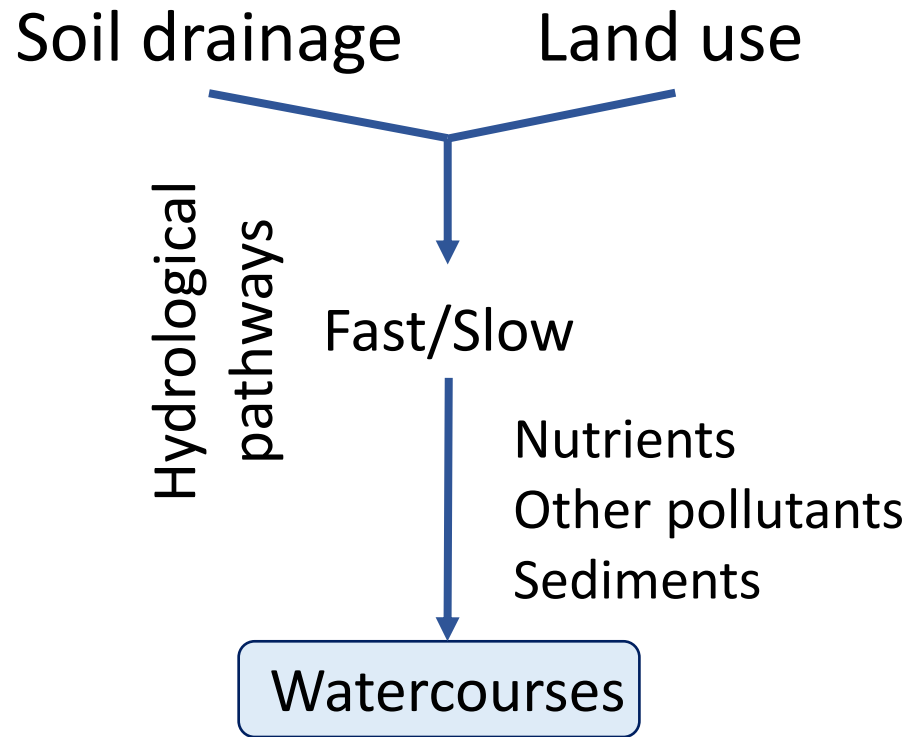 Soil drainage
Land use
Hydrological
pathways
Fast/Slow
Nutrients
Other pollutants
Sediments
Watercourses